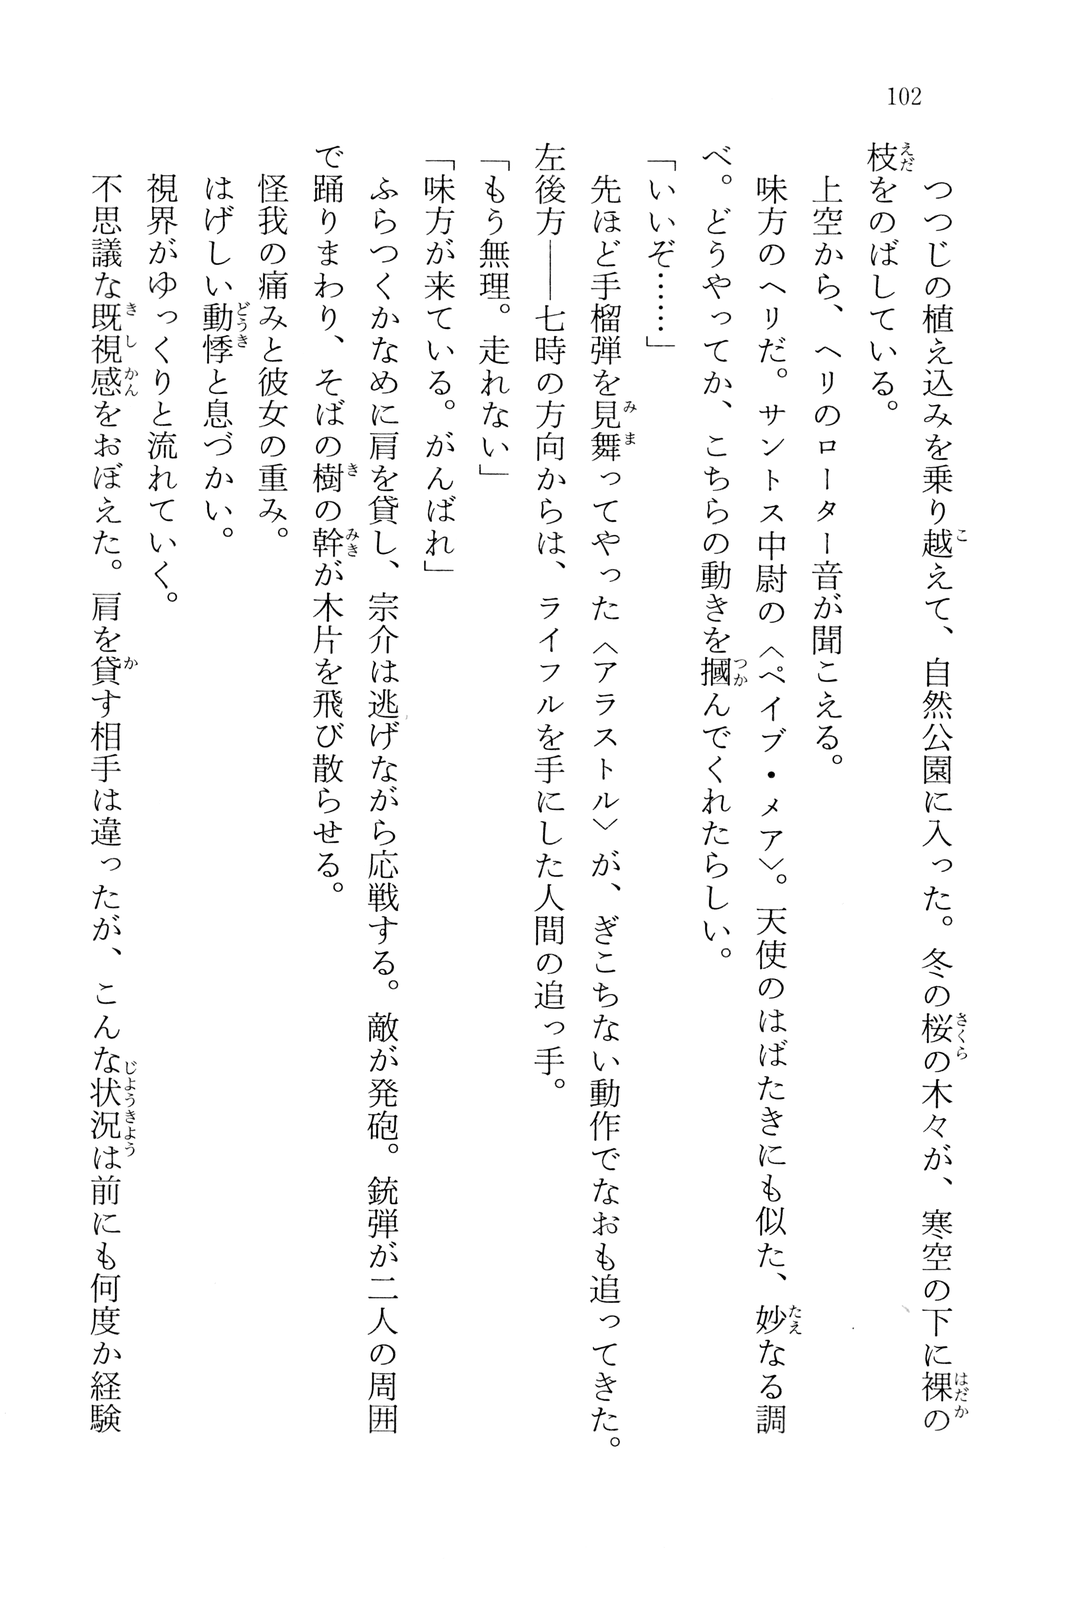 102
つつじの植え込みを乗り越えて、自然公園に入った。冬の桜の木々が、寒空の下に裸の
枝をのばしている。
上空から、ヘリのローター音が聞こえる。
味方のヘリだ。サントス中尉の〈ペイブ・メア〉。天使のはばたきにも似た、妙なる調
べ。どうやってか、こちらの動きを摑んでくれたらしい。
「いいぞ……」
先ほど手榴弾を見舞ってやった〈アラストル〉が、ぎこちない動作でなおも追ってきた。
左後方――七時の方向からは、ライフルを手にした人間の追っ手。
「もう無理。走れない」
「味方が来ている。がんばれ」
ふらつくかなめに肩を貸し、宗介は逃げながら応戦する。敵が発砲。銃弾が二人の周囲
で踊りまわり、そばの樹の幹が木片を飛び散らせる。
怪我の痛みと彼女の重み。
はげしい動悸と息づかい。
視界がゆっくりと流れていく。
不思議な既視感をおぼえた。肩を貸す相手は違ったが、こんな状況は前にも何度か経験